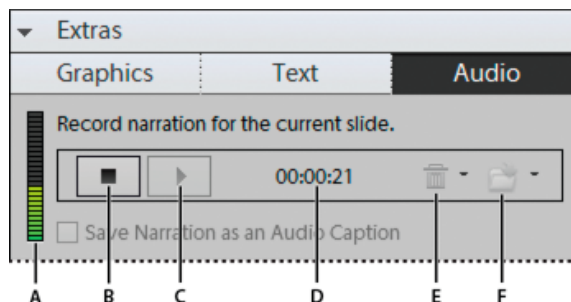 Extras
Graphics Text Audio
Record narration for the current slide.
00:00:21
Save Narration as an Audio Caption
A B C D E F